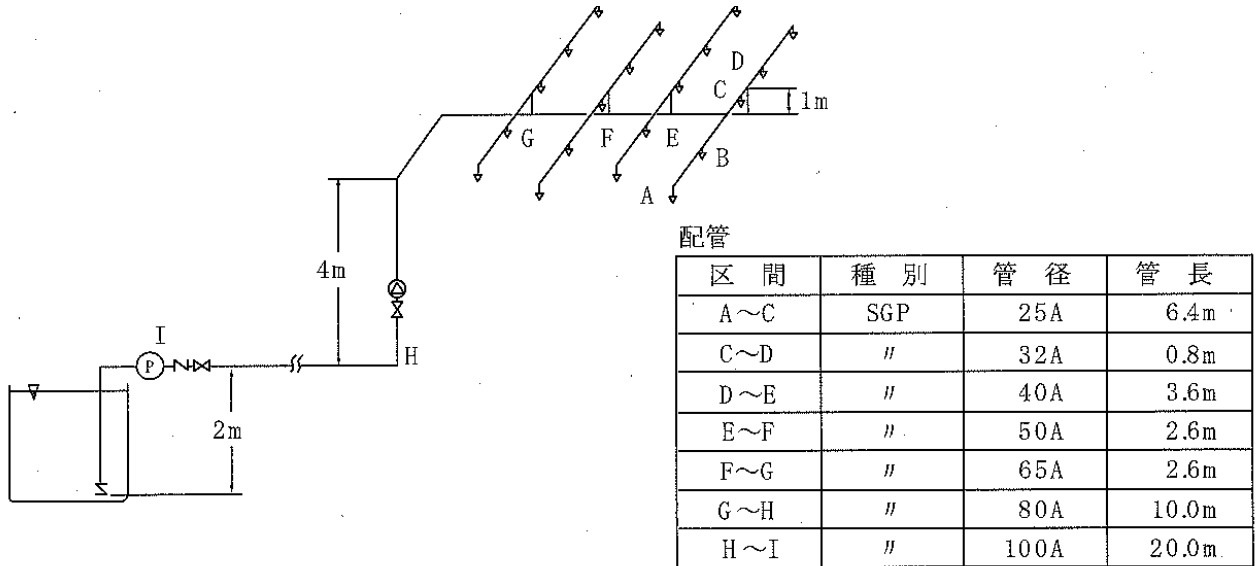 D
C
1m
G
F
E
B
A
4m
I
P
H
2m
配管
区 間 種 別 管 径 管 長
A～C SGP 25A 6.4m
C～D 〃 32A 0.8m
D～E 〃 40A 3.6m
E～F 〃 50A 2.6m
F～G 〃 65A 2.6m
G～H 〃 80A 10.0m
H～I 〃 100A 20.0m